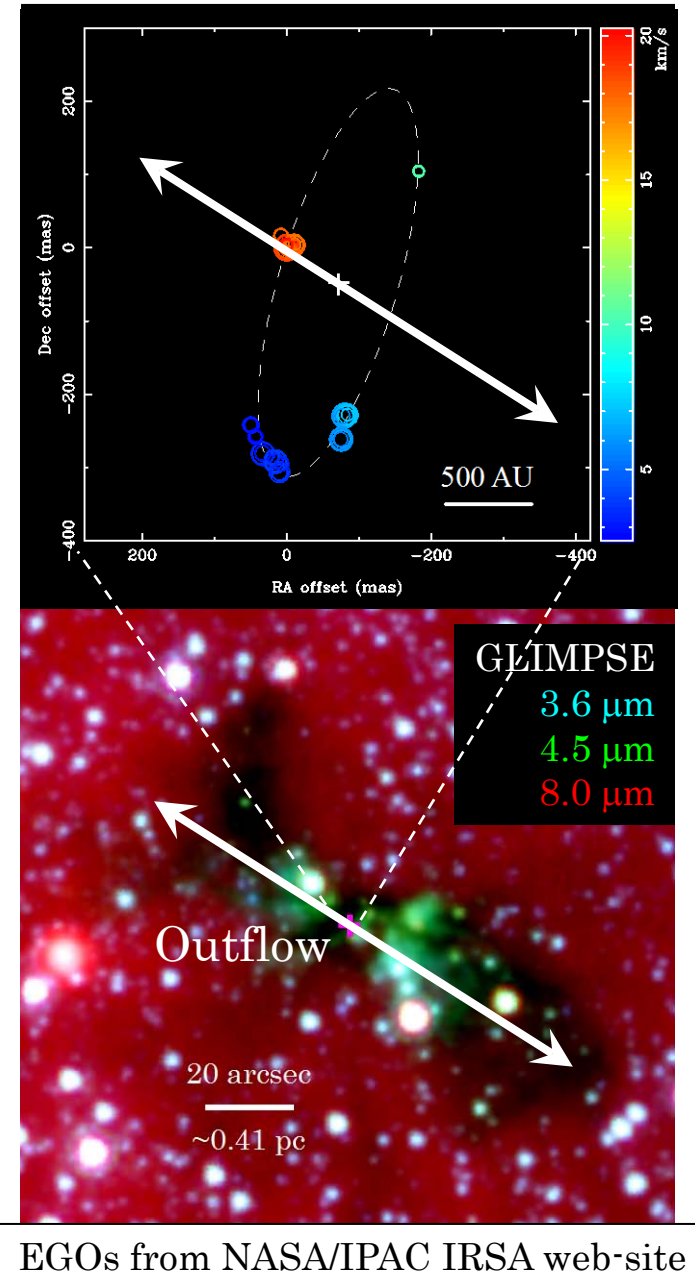 km/s
20
15
10
5
200
0
-200
-400
Dec offset (mas)
500 AU
200
0
-200
-400
RA offset (mas)
GLIMPSE
3.6 μm
4.5 μm
8.0 μm
Outflow
20 arcsec
~0.41 pc
EGOs from NASA/IPAC IRSA web-site